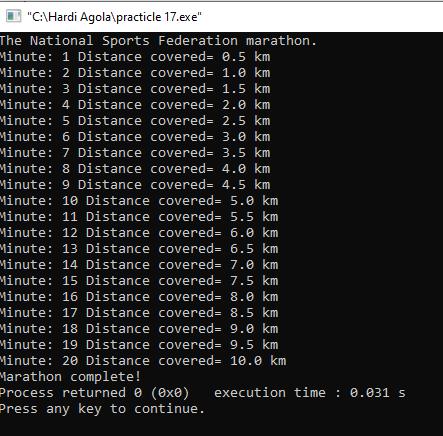 "C:\Hardi Agola\practicle 17.exe"
The National Sports Federation marathon.
Minute: 1 Distance covered= 0.5 km
Minute: 2 Distance covered= 1.0 km
Minute: 3 Distance covered= 1.5 km
Minute: 4 Distance covered= 2.0 km
Minute: 5 Distance covered= 2.5 km
Minute: 6 Distance covered= 3.0 km
Minute: 7 Distance covered= 3.5 km
Minute: 8 Distance covered= 4.0 km
Minute: 9 Distance covered= 4.5 km
Minute: 10 Distance covered= 5.0 km
Minute: 11 Distance covered= 5.5 km
Minute: 12 Distance covered= 6.0 km
Minute: 13 Distance covered= 6.5 km
Minute: 14 Distance covered= 7.0 km
Minute: 15 Distance covered= 7.5 km
Minute: 16 Distance covered= 8.0 km
Minute: 17 Distance covered= 8.5 km
Minute: 18 Distance covered= 9.0 km
Minute: 19 Distance covered= 9.5 km
Minute: 20 Distance covered= 10.0 km
Marathon complete!
Process returned 0 (0x0)   execution time : 0.031 s
Press any key to continue.